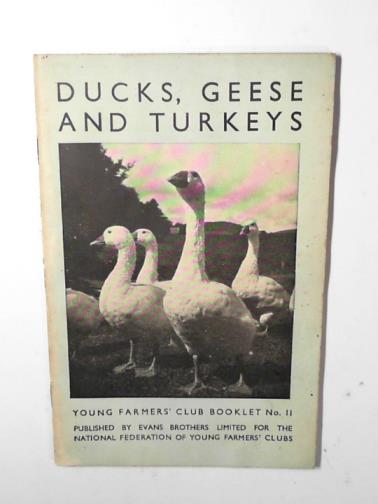 DUCKS, GEESE
AND TURKEYS
YOUNG FARMERS' CLUB BOOKLET No. 11
PUBLISHED BY EVANS BROTHERS LIMITED FOR THE
NATIONAL FEDERATION OF YOUNG FARMERS' CLUBS